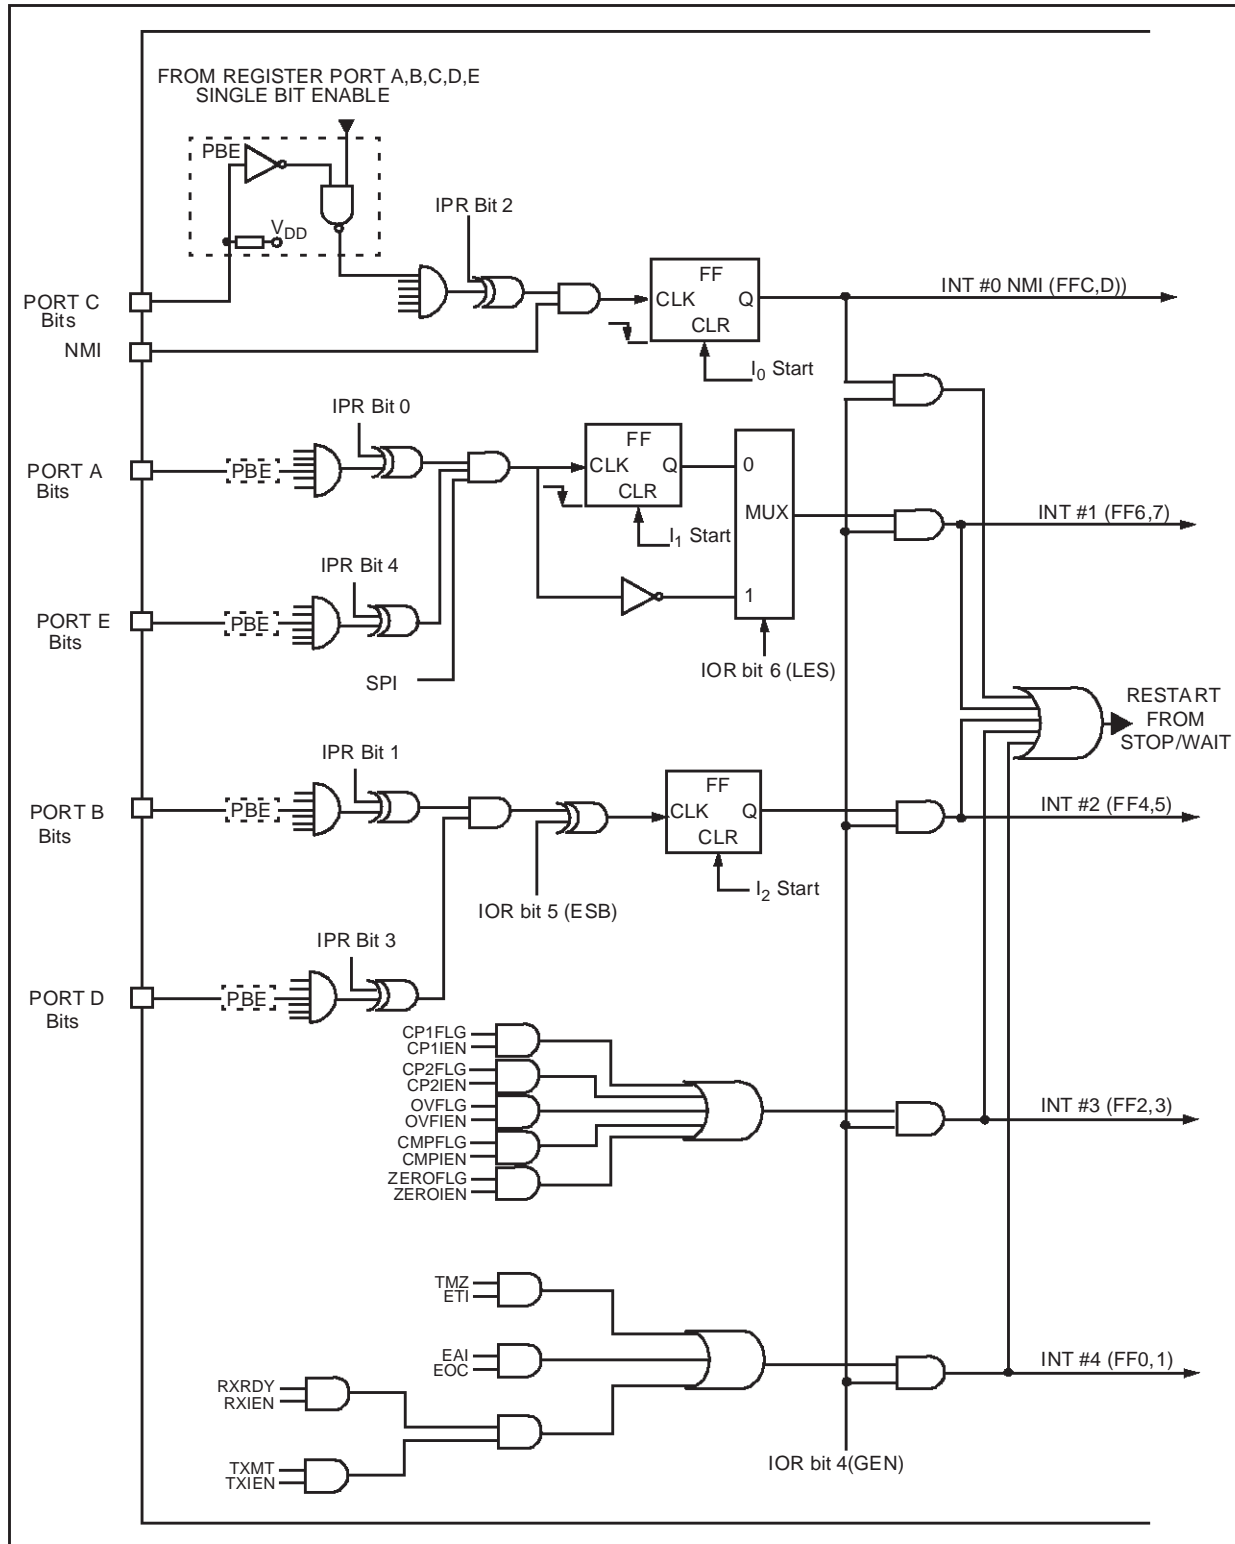 FROM REGISTER PORT A,B,C,D,E
SINGLE BIT ENABLE
PBE
VDD
IPR Bit 2
PORT C
Bits
NMI
FF
CLK
Q
CLR
I0 Start
INT #0 NMI (FFC,D))
IPR Bit 0
PORT A
Bits
PBE
FF
CLK
Q
CLR
I1 Start
0
MUX
1
INT #1 (FF6,7)
IPR Bit 4
PORT E
Bits
PBE
SPI
IOR bit 6 (LES)
RESTART
FROM
STOP/WAIT
IPR Bit 1
PORT B
Bits
PBE
FF
CLK
Q
CLR
I2 Start
INT #2 (FF4,5)
IOR bit 5 (ESB)
IPR Bit 3
PORT D
Bits
PBE
CP1FLG
CP1IEN
CP2FLG
CP2IEN
OVFLG
OVFIEN
CMPFLG
CMPIEN
ZEROFLG
ZEROIEN
INT #3 (FF2,3)
TMZ
ETI
EAI
EOC
RXRDY
RXIEN
TXMT
TXIEN
INT #4 (FF0,1)
IOR bit 4(GEN)